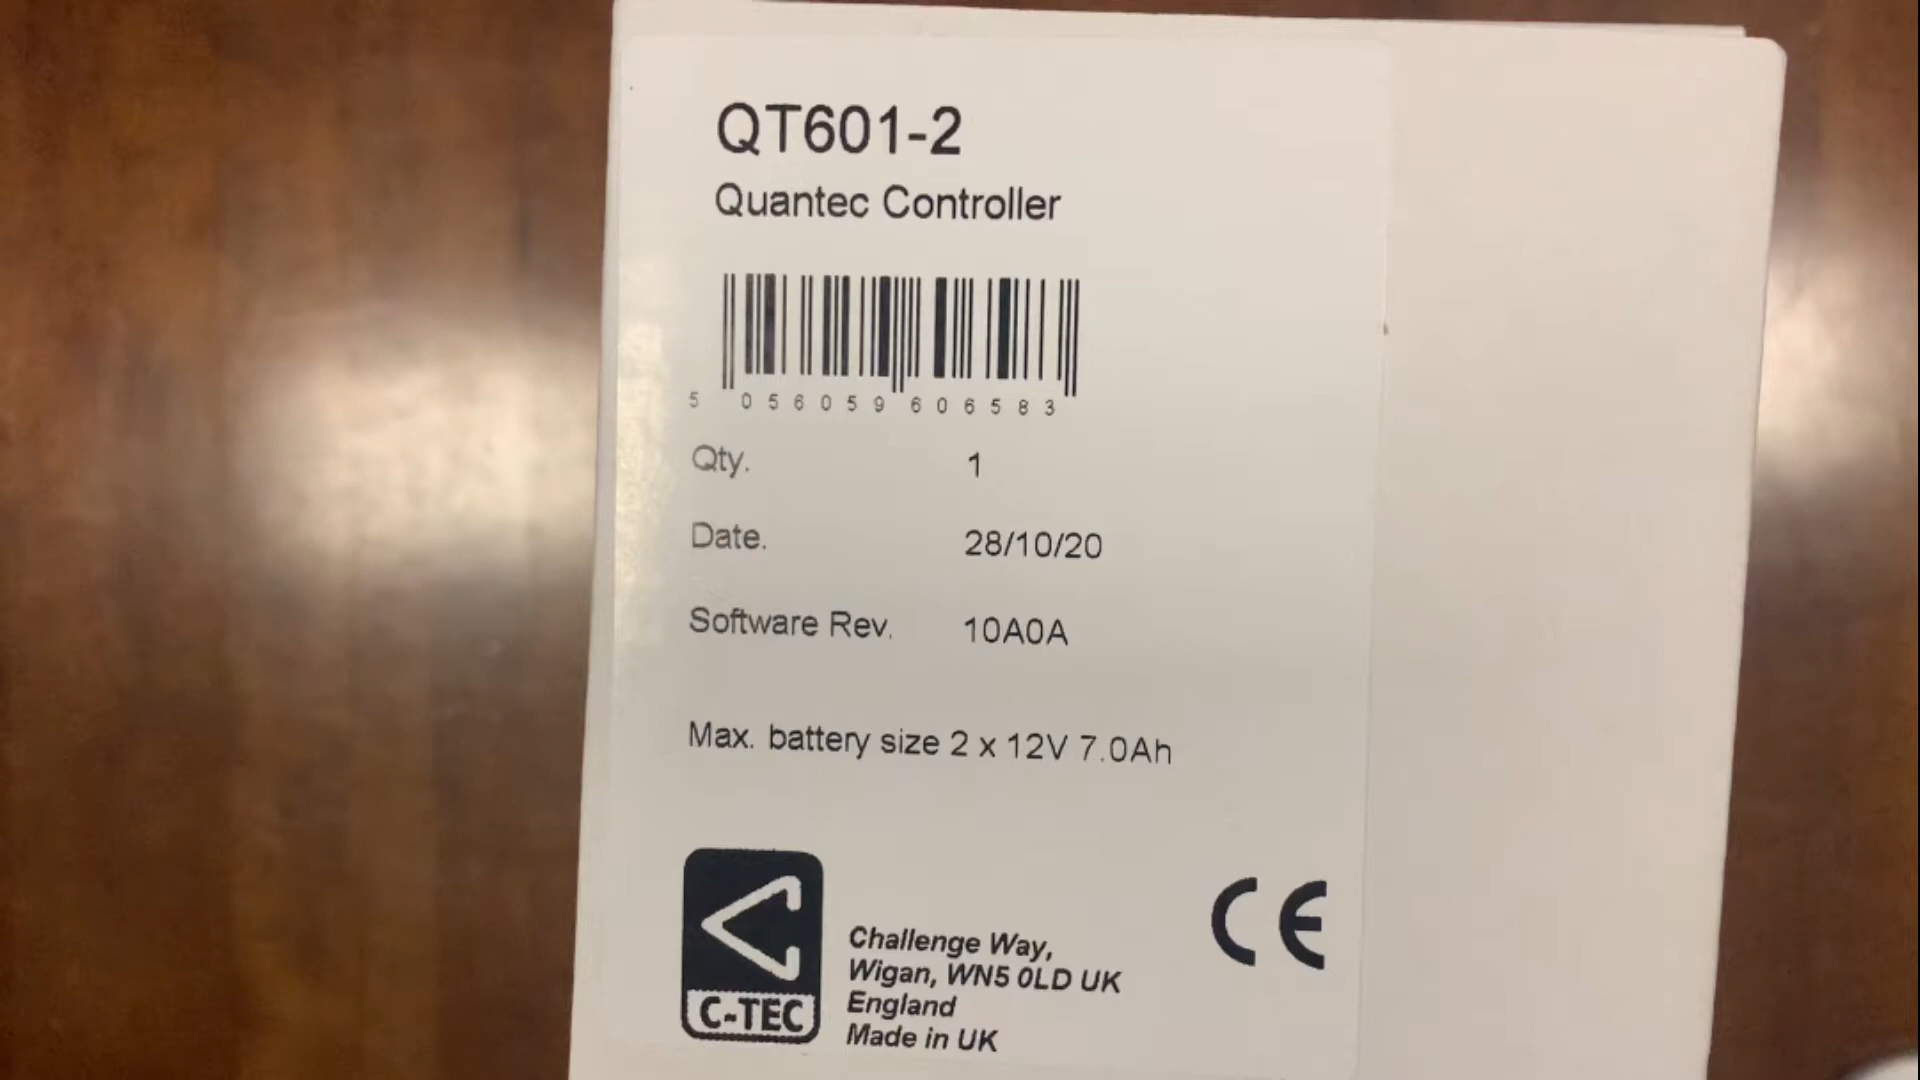 QT601-2
Quantec Controller
5 056059 606583
Qty. 1
Date. 28/10/20
Software Rev. 10A0A
Max. battery size 2 x 12V 7.0Ah
C-TEC
Challenge Way,
Wigan, WN5 0LD UK
England
Made in UK
CE